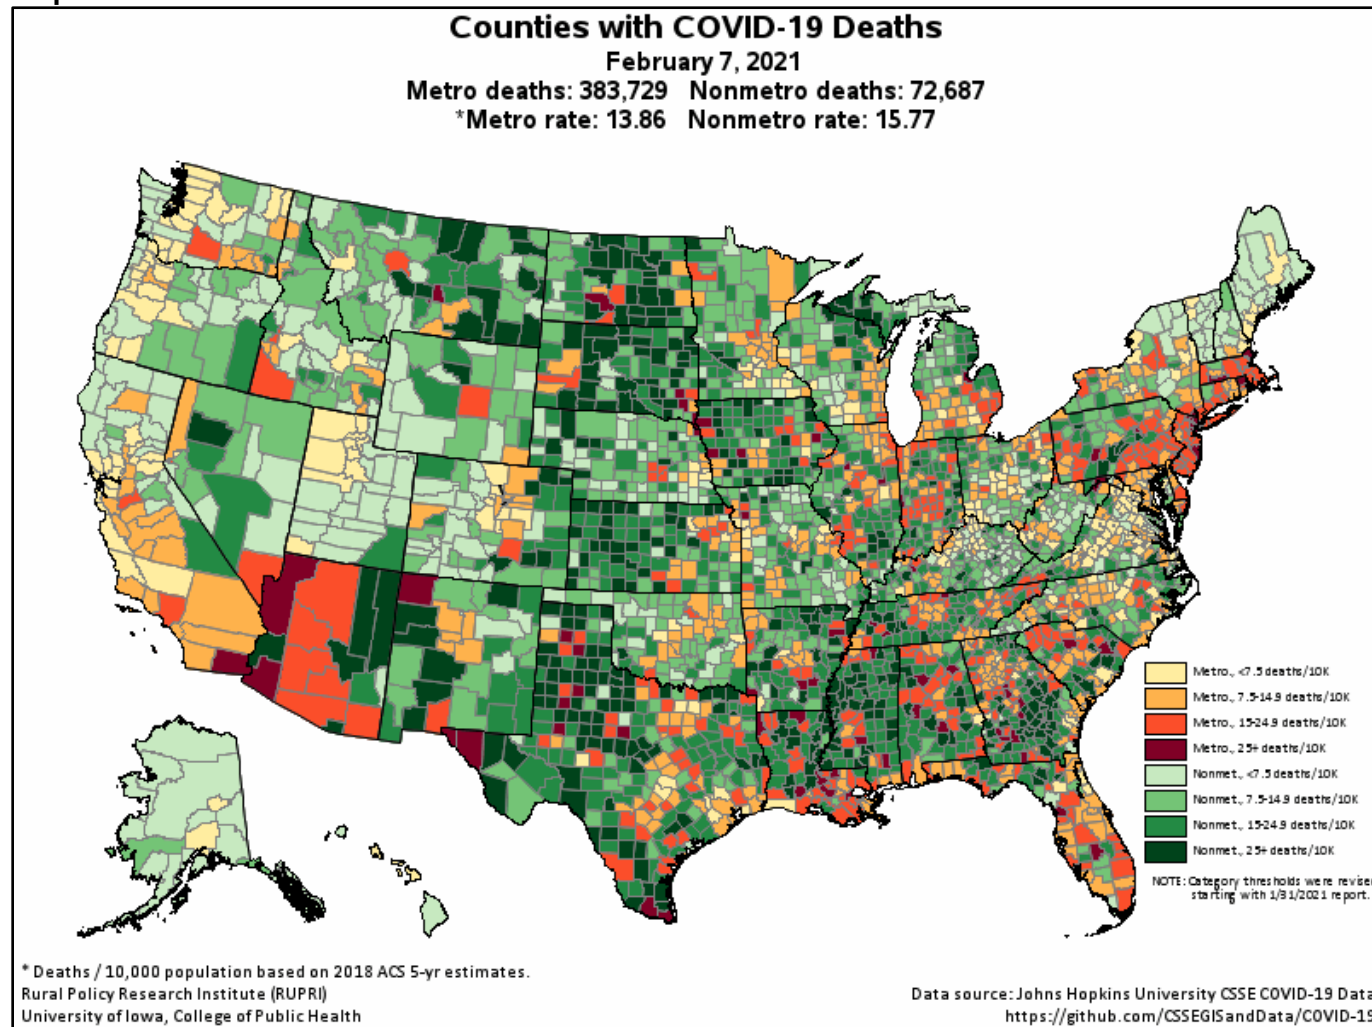 Counties with COVID-19 Deaths
February 7, 2021
Metro deaths: 383,729 Nonmetro deaths: 72,687
*Metro rate: 13.86 Nonmetro rate: 15.77
Metro., <7.5 deaths/10K
Metro., 7.5-14.9 deaths/10K
Metro., 15-24.9 deaths/10K
Metro., 25+ deaths/10K
Nonmet., <7.5 deaths/10K
Nonmet., 7.5-14.9 deaths/10K
Nonmet., 15-24.9 deaths/10K
Nonmet., 25+ deaths/10K
NOTE: Category thresholds were revise
starting with 1/31/2021 report.
* Deaths / 10,000 population based on 2018 ACS 5-yr estimates.
Rural Policy Research Institute (RUPRI)
University of Iowa, College of Public Health
Data source: Johns Hopkins University CSSE COVID-19 Data
https://github.com/CSSEGISandData/COVID-19